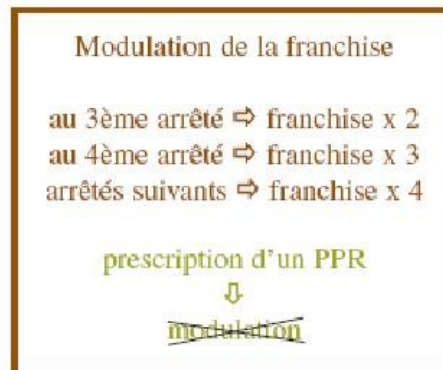 Modulation de la franchise
au 3ème arrêté ⇨ franchise x 2
au 4ème arrêté ⇨ franchise x 3
arrêtés suivants ⇨ franchise x 4
prescription d'un PPR
⇩
modulation